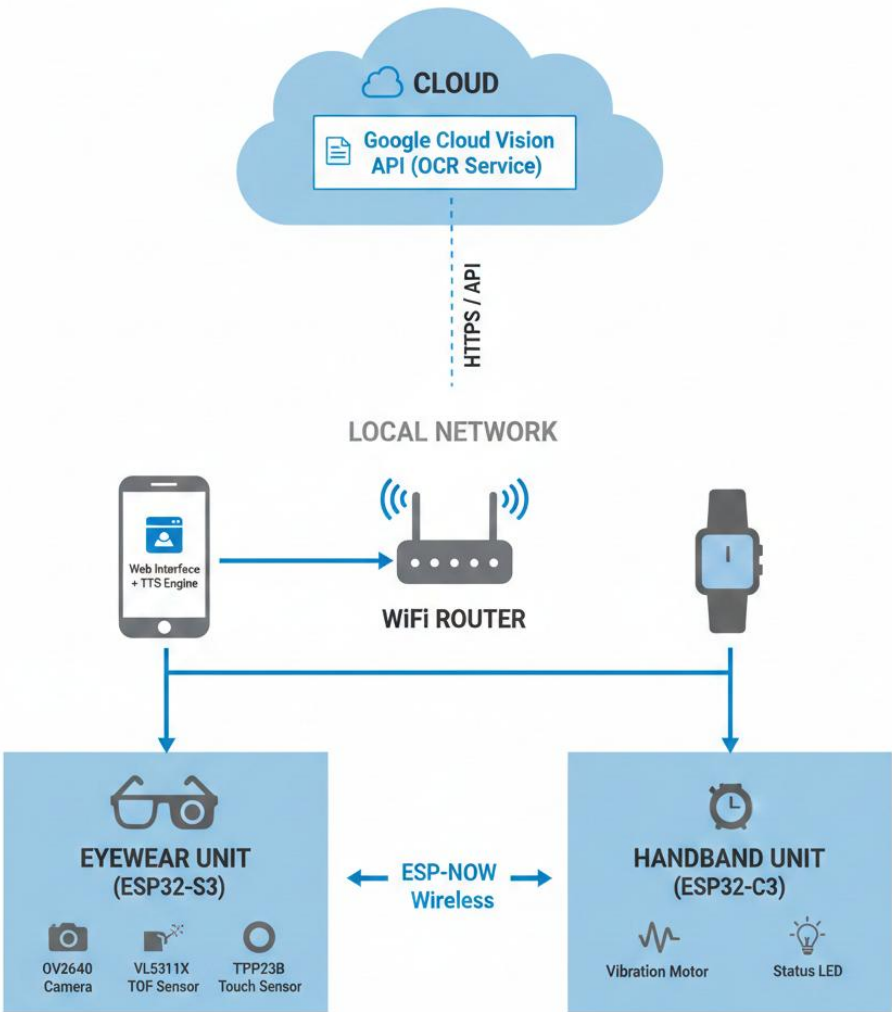 CLOUD
Google Cloud Vision
API (OCR Service)
HTTPS / API
LOCAL NETWORK
Web Interfece
+ TTS Engine
WiFi ROUTER
EYEWEAR UNIT
(ESP32-S3)
OV2640
Camera
VL5311X
TOF Sensor
TPP23B
Touch Sensor
ESP-NOW
Wireless
HANDBAND UNIT
(ESP32-C3)
Vibration Motor
Status LED